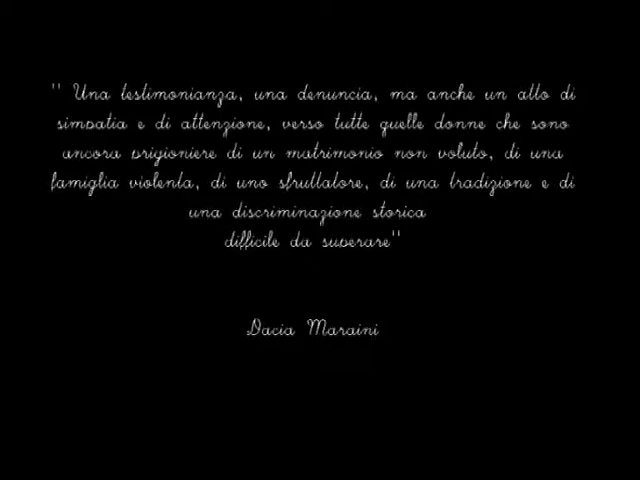 " Una testimonianza, una denuncia, ma anche un atto di
simpatia e di attenzione, verso tutte quelle donne che sono
ancora prigioniere di un matrimonio non voluto, di una
famiglia violenta, di uno sfruttatore, di una tradizione e di
una discriminazione storica
difficile da superare"
Dacia Maraini